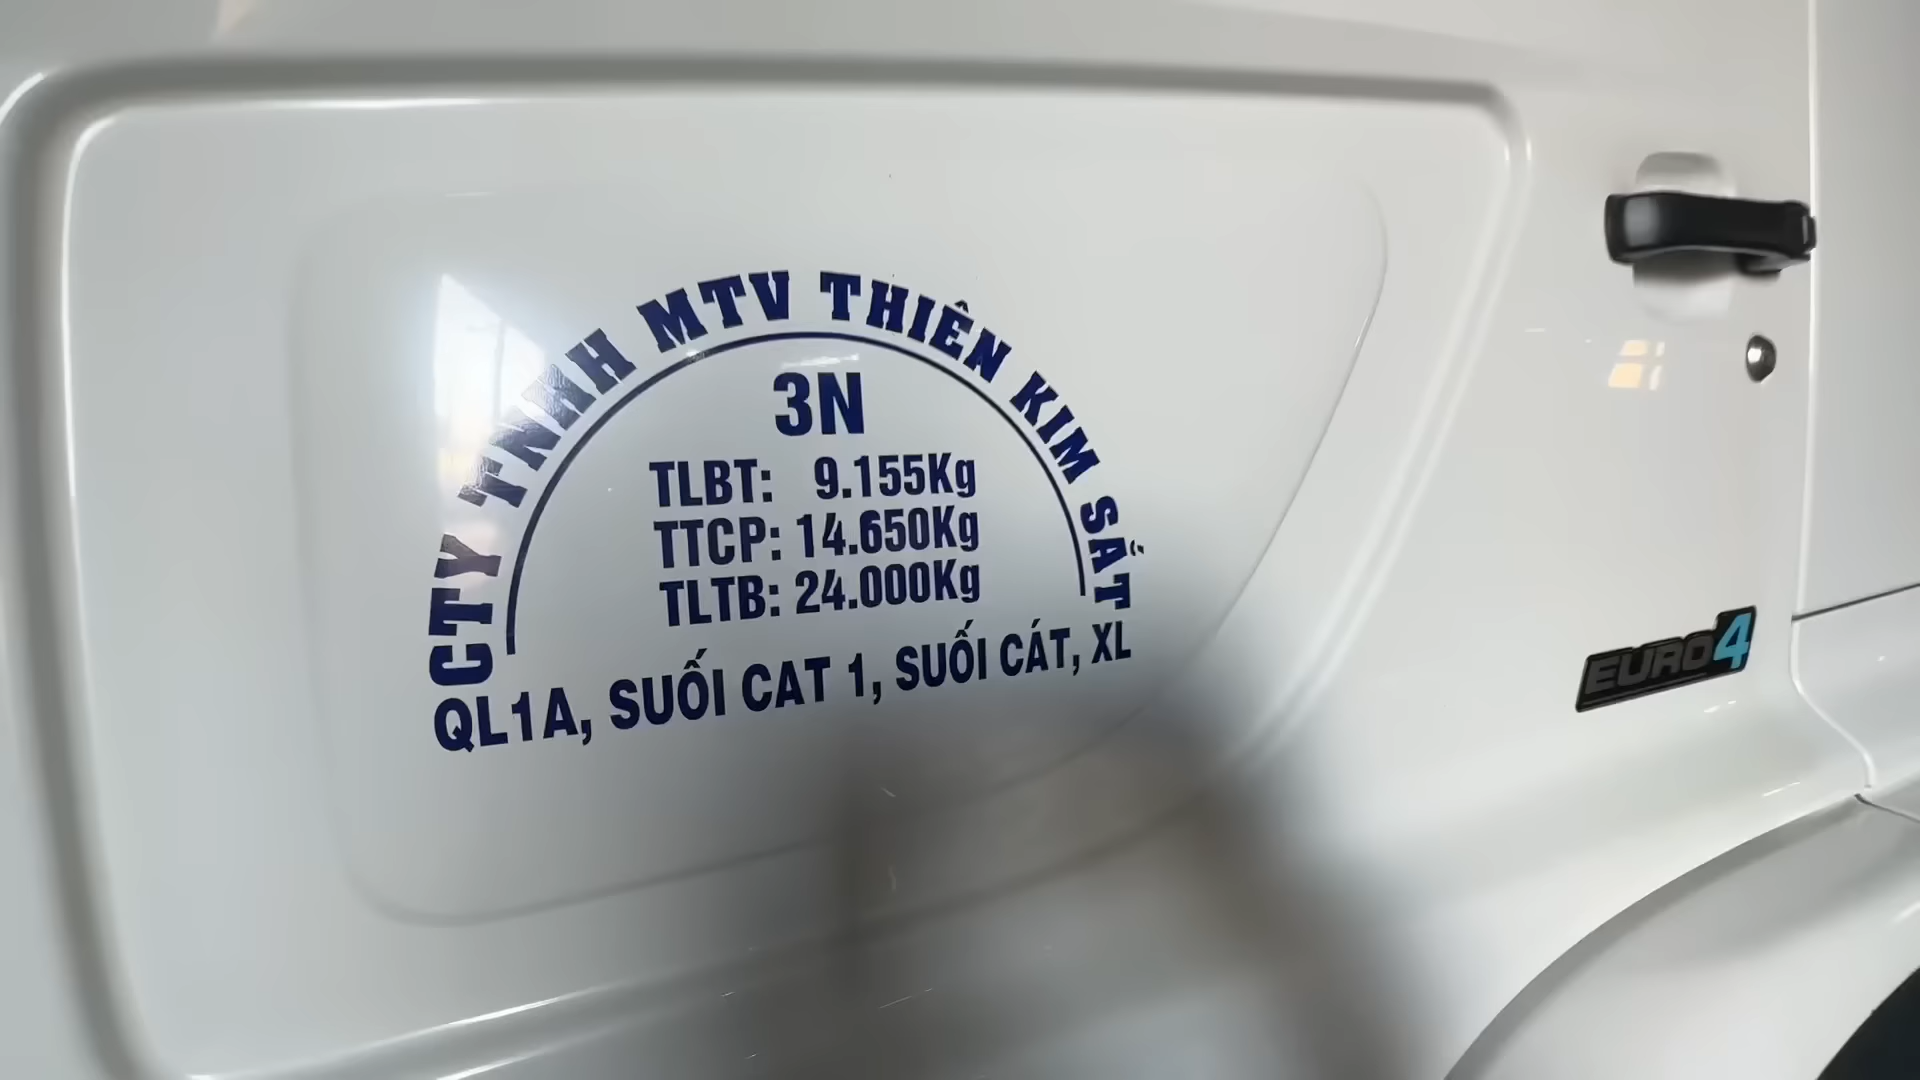 CTY TNHH MTV THIÊN KIM SẮT
3N
TLBT: 9.155Kg
TTCP: 14.650Kg
TLTB: 24.000Kg
QL1A, SUỐI CAT 1, SUỐI CÁT, XL
EURO4